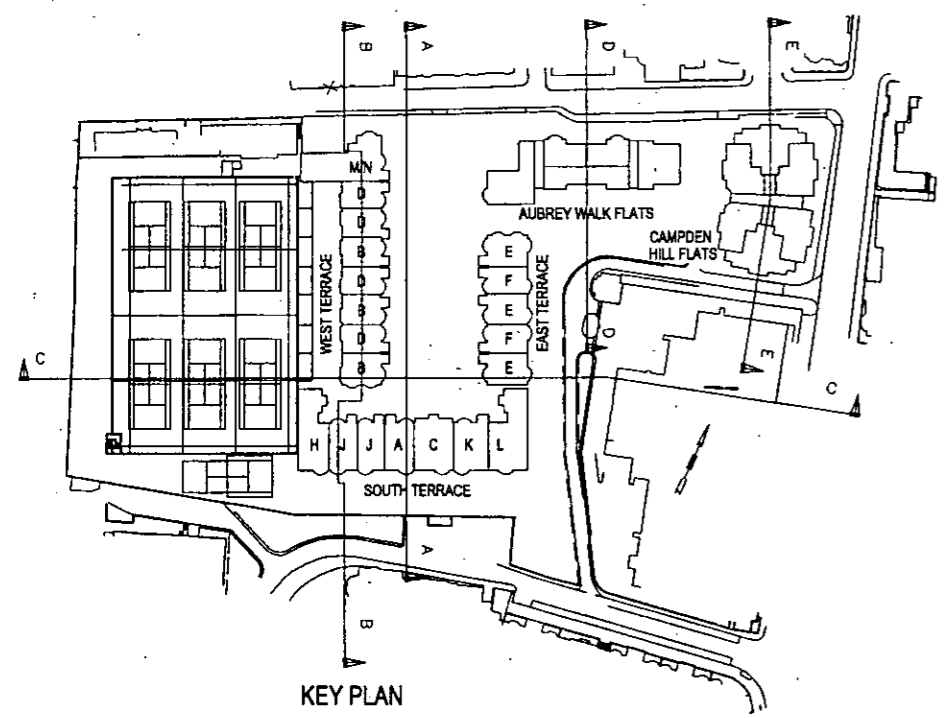 B
A
D
E
M/N
D
D
B
D
B
D
B
WEST TERRACE
AUBREY WALK FLATS
CAMPDEN
HILL FLATS
E
F
E
F
E
EAST TERRACE
D
E
C
C
H
J
J
A
C
K
L
SOUTH TERRACE
A
B
KEY PLAN